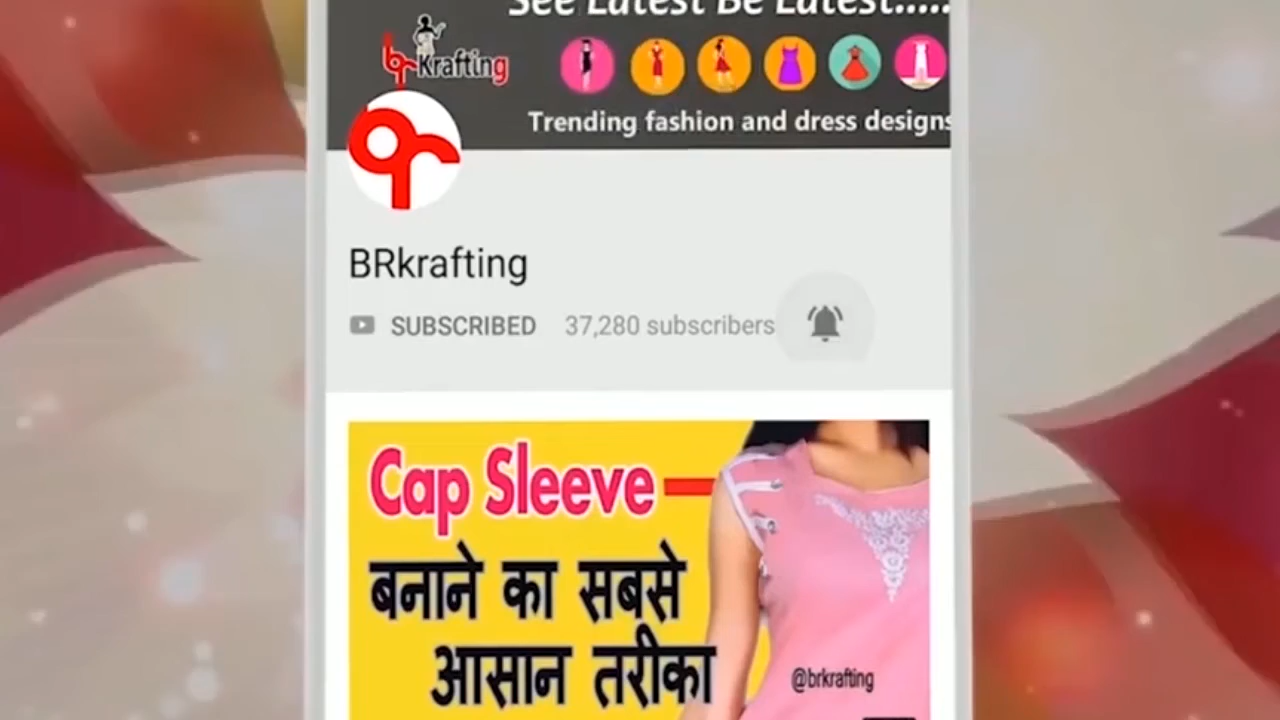 See Latest Be Latest.....
br Krafting
Trending fashion and dress designs
BRkrafting
SUBSCRIBED 37,280 subscribers
Cap Sleeve
बनाने का सबसे
आसान तरीका
@brkrafting